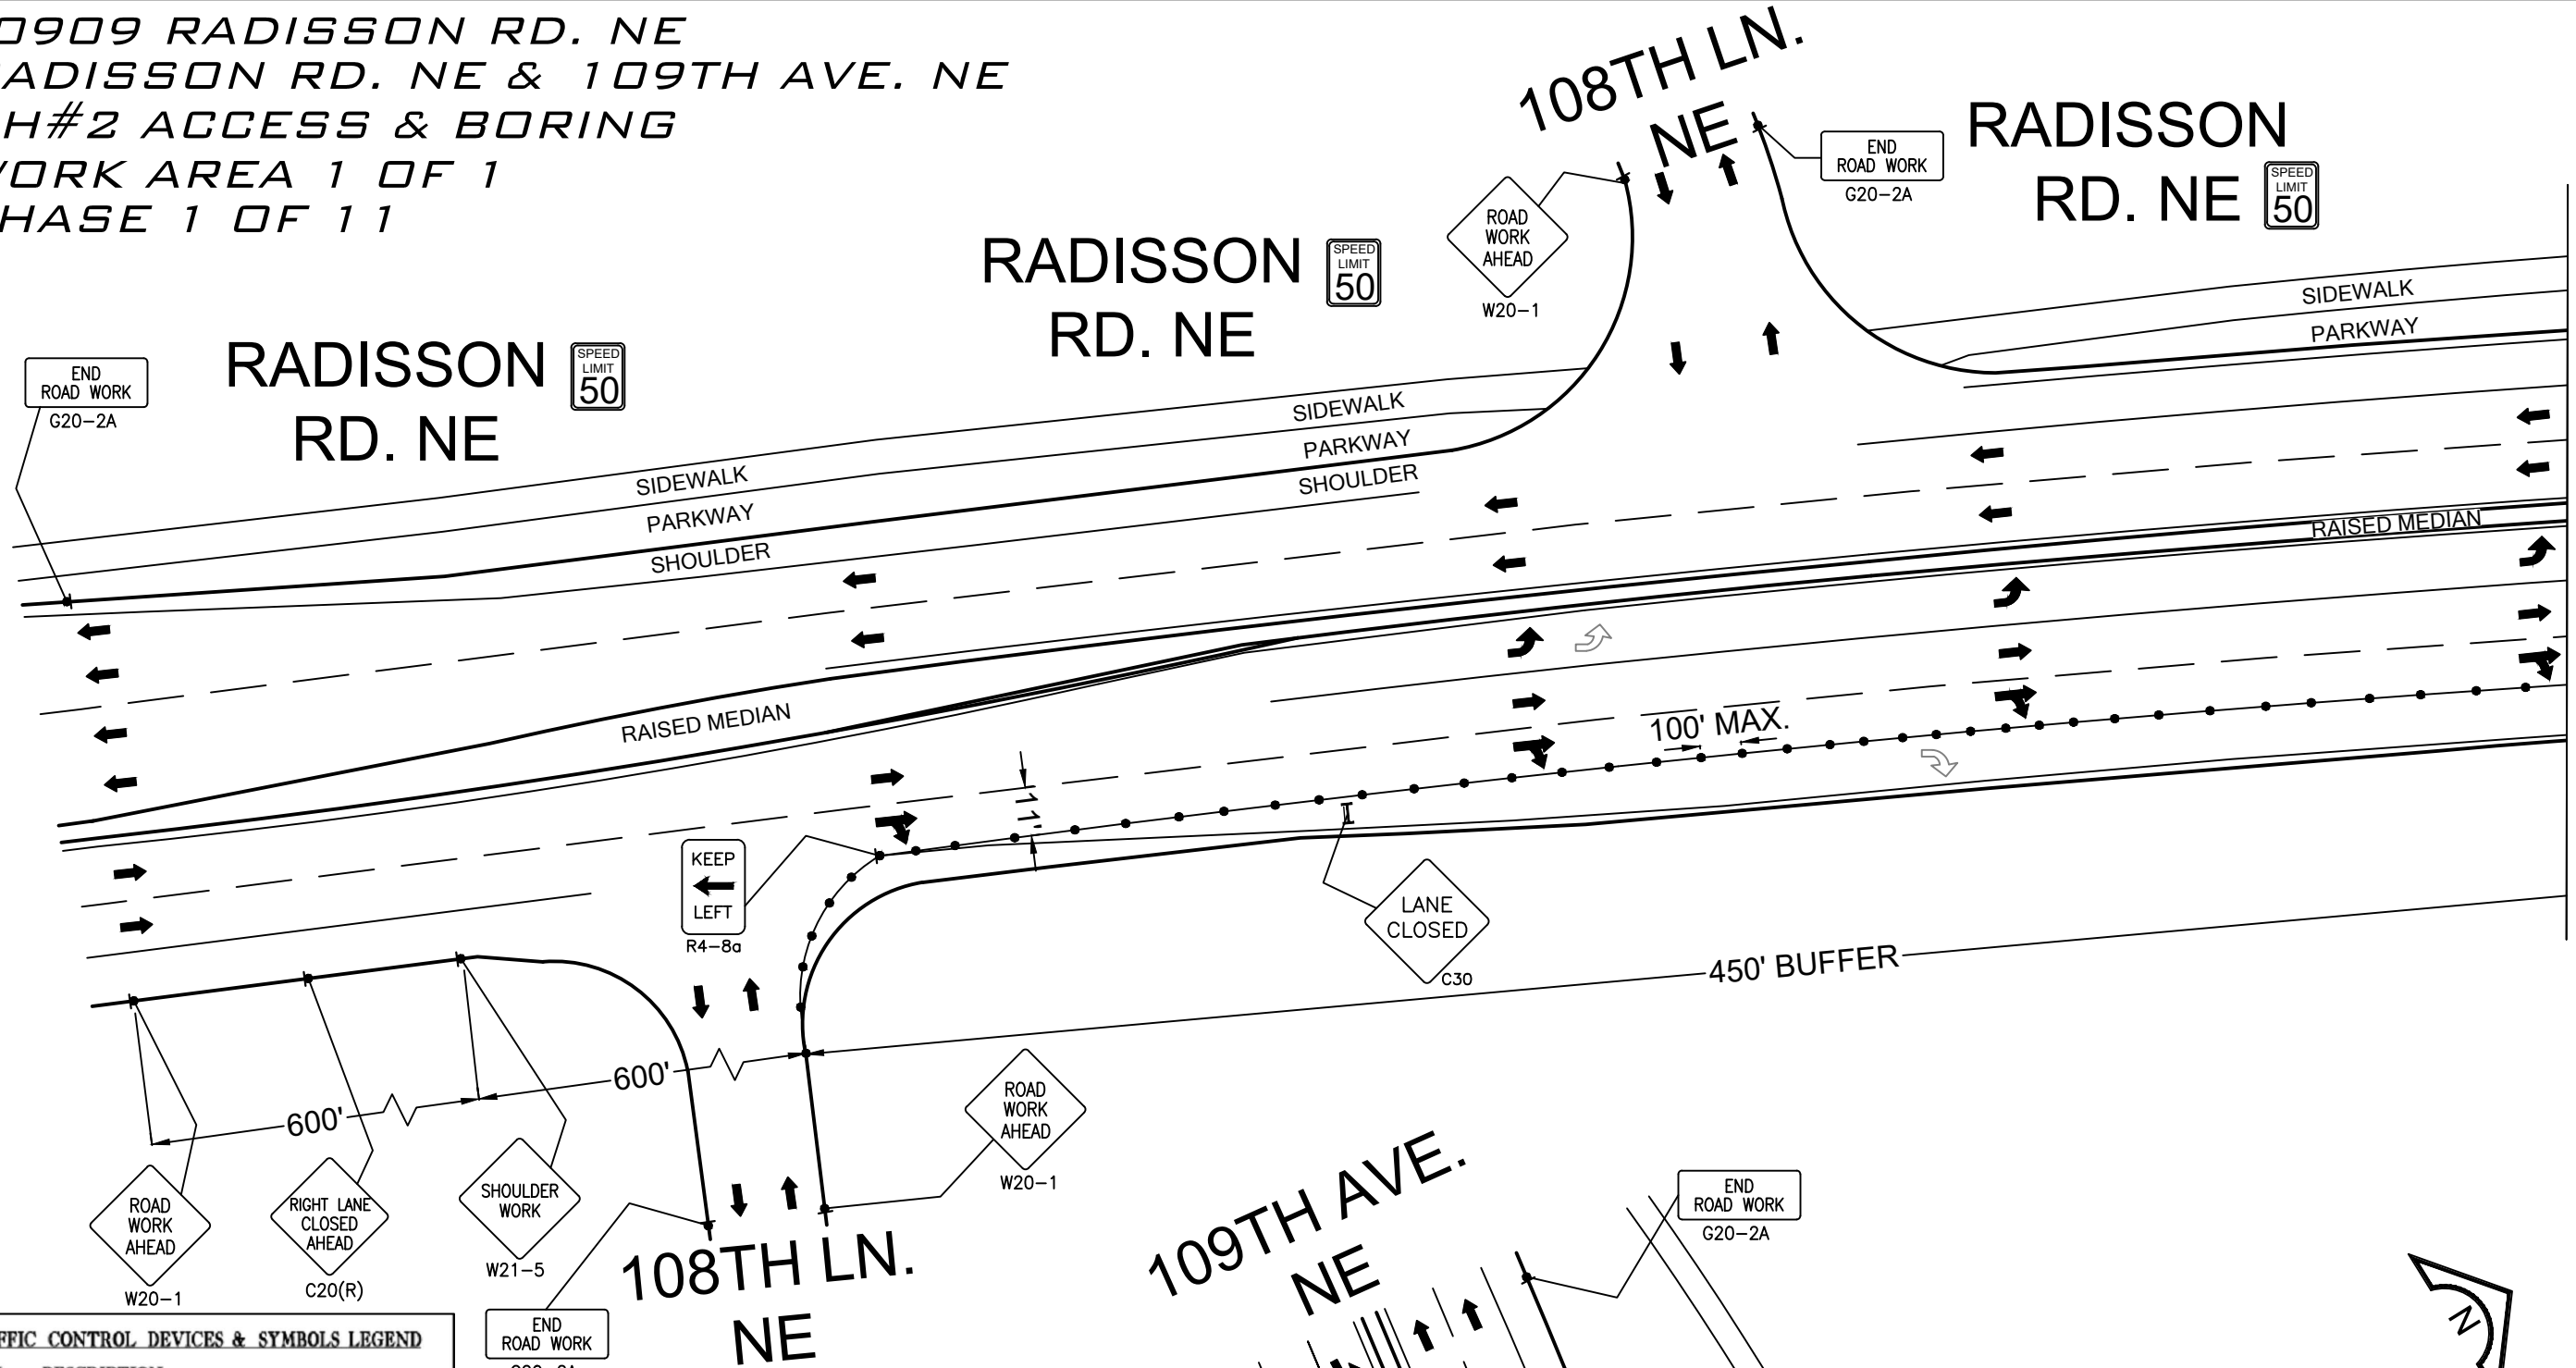 0909 RADISSON RD. NE
ADISSON RD. NE & 109TH AVE. NE
H#2 ACCESS & BORING
WORK AREA 1 OF 1
HASE 1 OF 11
108TH LN.
NE
END
ROAD WORK
G20-2A
RADISSON
RD. NE
SPEED
LIMIT
50
ROAD
WORK
AHEAD
W20-1
RADISSON
RD. NE
SPEED
LIMIT
50
RADISSON
RD. NE
SPEED
LIMIT
50
END
ROAD WORK
G20-2A
SIDEWALK
PARKWAY
SIDEWALK
PARKWAY
SHOULDER
SIDEWALK
PARKWAY
SHOULDER
RAISED MEDIAN
RAISED MEDIAN
100' MAX.
11'
KEEP
LEFT
R4-8a
LANE
CLOSED
C30
450' BUFFER
600'
600'
ROAD
WORK
AHEAD
W20-1
ROAD
WORK
AHEAD
W20-1
RIGHT LANE
CLOSED
AHEAD
C20(R)
SHOULDER
WORK
W21-5
108TH LN.
NE
END
ROAD WORK
109TH AVE.
NE
END
ROAD WORK
G20-2A
FFIC CONTROL DEVICES & SYMBOLS LEGEND
N